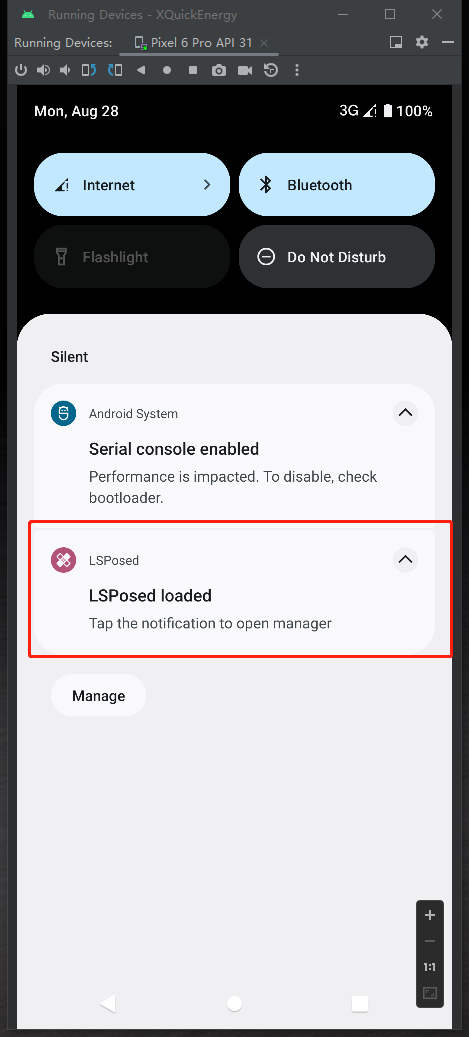 Running Devices - XQuickEnergy
Running Devices:
Pixel 6 Pro API 31
Mon, Aug 28
3G
100%
Internet
Bluetooth
Flashlight
Do Not Disturb
Silent
Android System
Serial console enabled
Performance is impacted. To disable, check
bootloader.
LSPosed
LSPosed loaded
Tap the notification to open manager
Manage
1:1